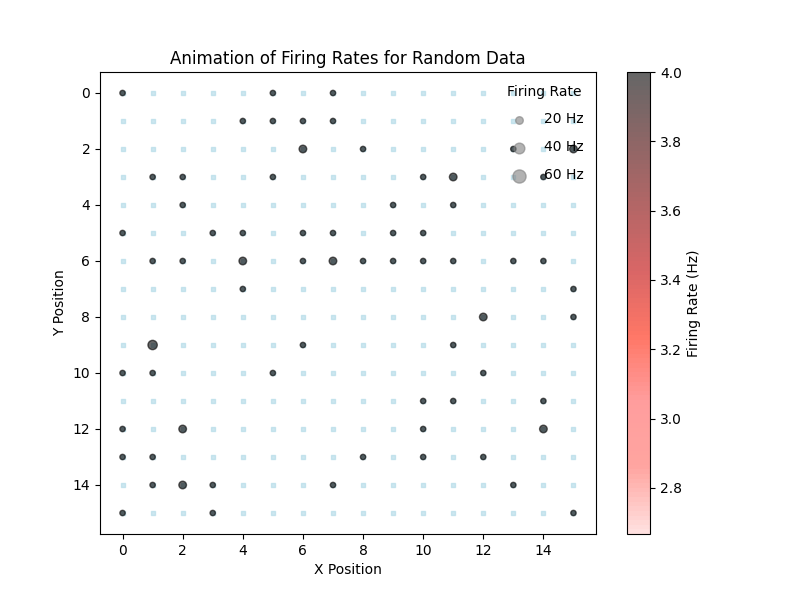 Animation of Firing Rates for Random Data
Firing Rate
20 Hz
40 Hz
60 Hz
0
2
4
6
8
10
12
14
Y Position
0 2 4 6 8 10 12 14
X Position
4.0
3.8
3.6
3.4
3.2
3.0
2.8
Firing Rate (Hz)